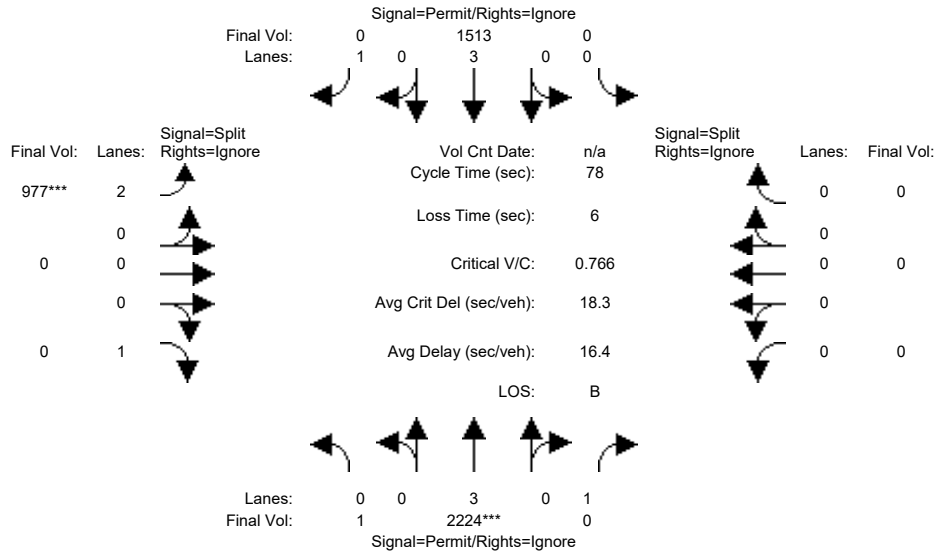 Signal=Permit/Rights=Ignore
Final Vol: 0 1513 0
Lanes: 1 0 3 0 0
Signal=Split
Final Vol: Lanes: Rights=Ignore
977*** 2
0
0 0
0
0 1
Vol Cnt Date: n/a
Cycle Time (sec): 78
Loss Time (sec): 6
Critical V/C: 0.766
Avg Crit Del (sec/veh): 18.3
Avg Delay (sec/veh): 16.4
LOS: B
Signal=Split
Rights=Ignore Lanes: Final Vol:
0 0
0
0 0
0
0 0
Lanes: 0 0 3 0 1
Final Vol: 1 2224*** 0
Signal=Permit/Rights=Ignore